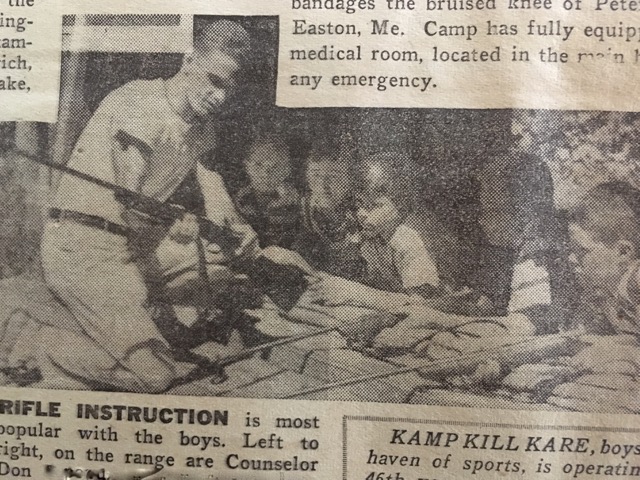 the
ing-
am-
rich,
ake,
bandages the bruised knee of Pete
Easton, Me. Camp has fully equipp
medical room, located in the main
any emergency.
RIFLE INSTRUCTION is most
popular with the boys. Left to
right, on the range are Counselor
Don
KAMP KILL KARE, boys
haven of sports, is operatin
46th